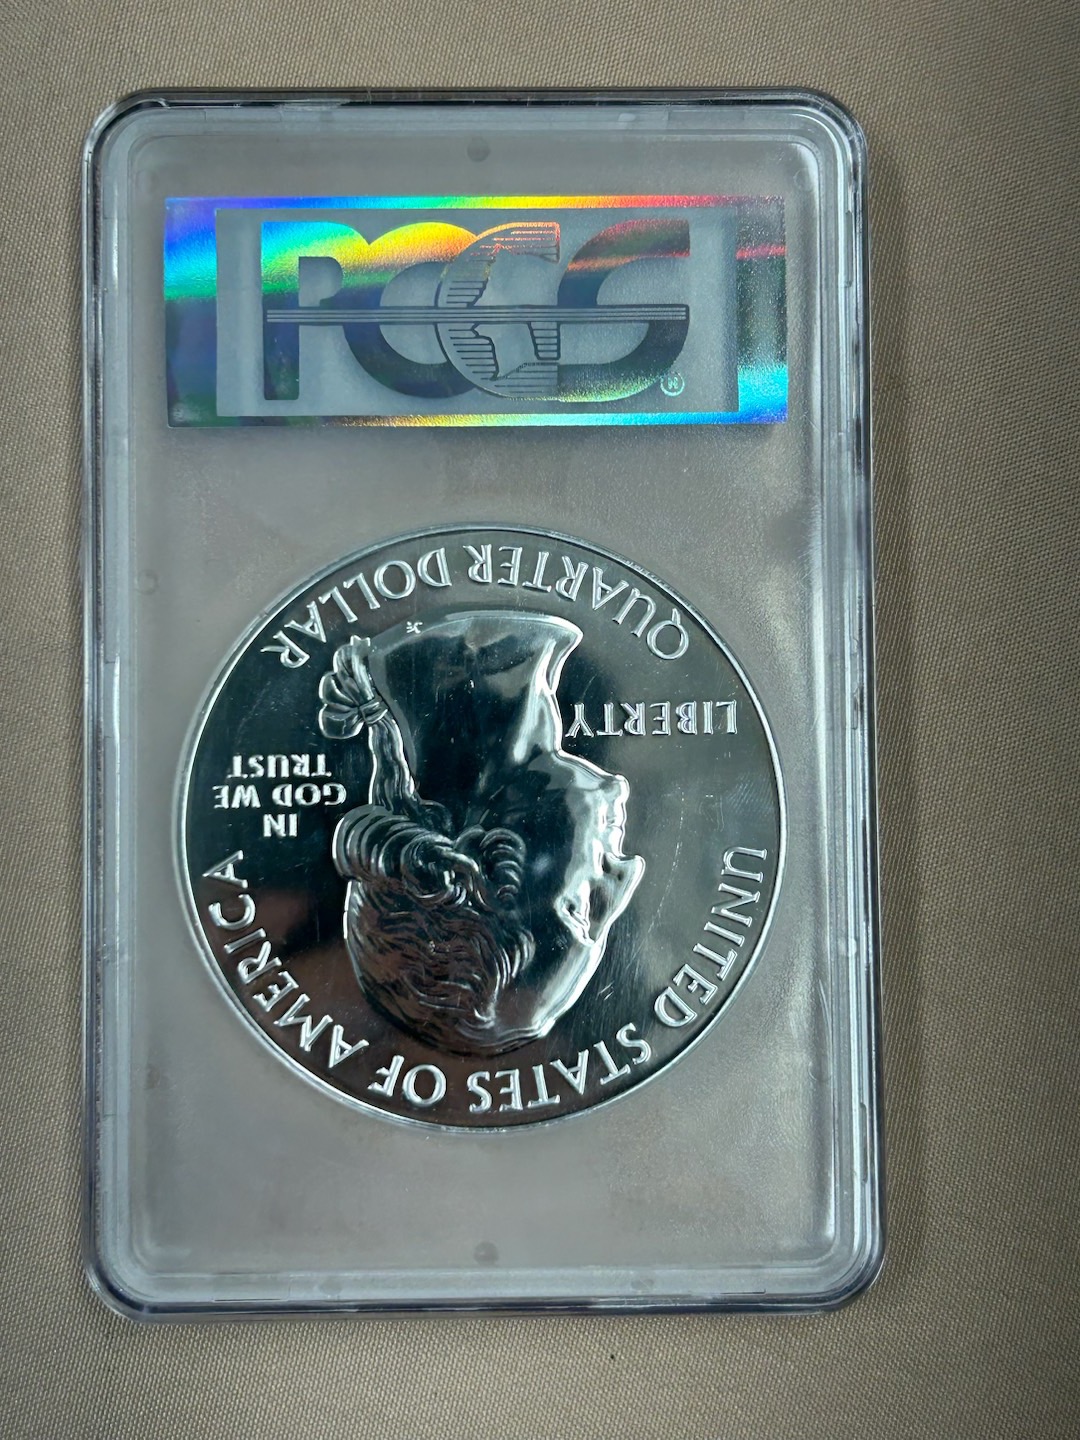 PCGS
UNITED STATES OF AMERICA
LIBERTY
IN
GOD WE
TRUST
QUARTER DOLLAR